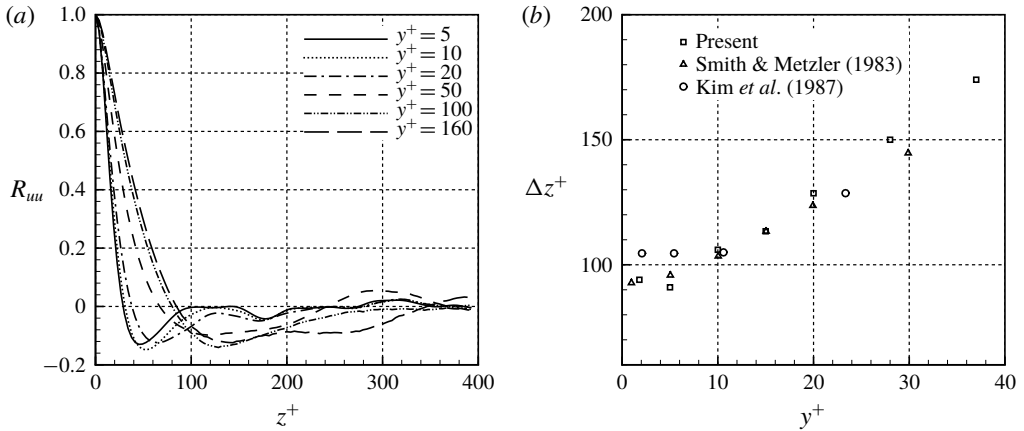 (a)
1.0
0.8
0.6
0.4
0.2
0
−0.2
R_uu
y⁺ = 5
y⁺ = 10
y⁺ = 20
y⁺ = 50
y⁺ = 100
y⁺ = 160
0 100 200 300 400
z⁺
(b)
200
150
100
Δz⁺
Present
Smith & Metzler (1983)
Kim et al. (1987)
0 10 20 30 40
y⁺